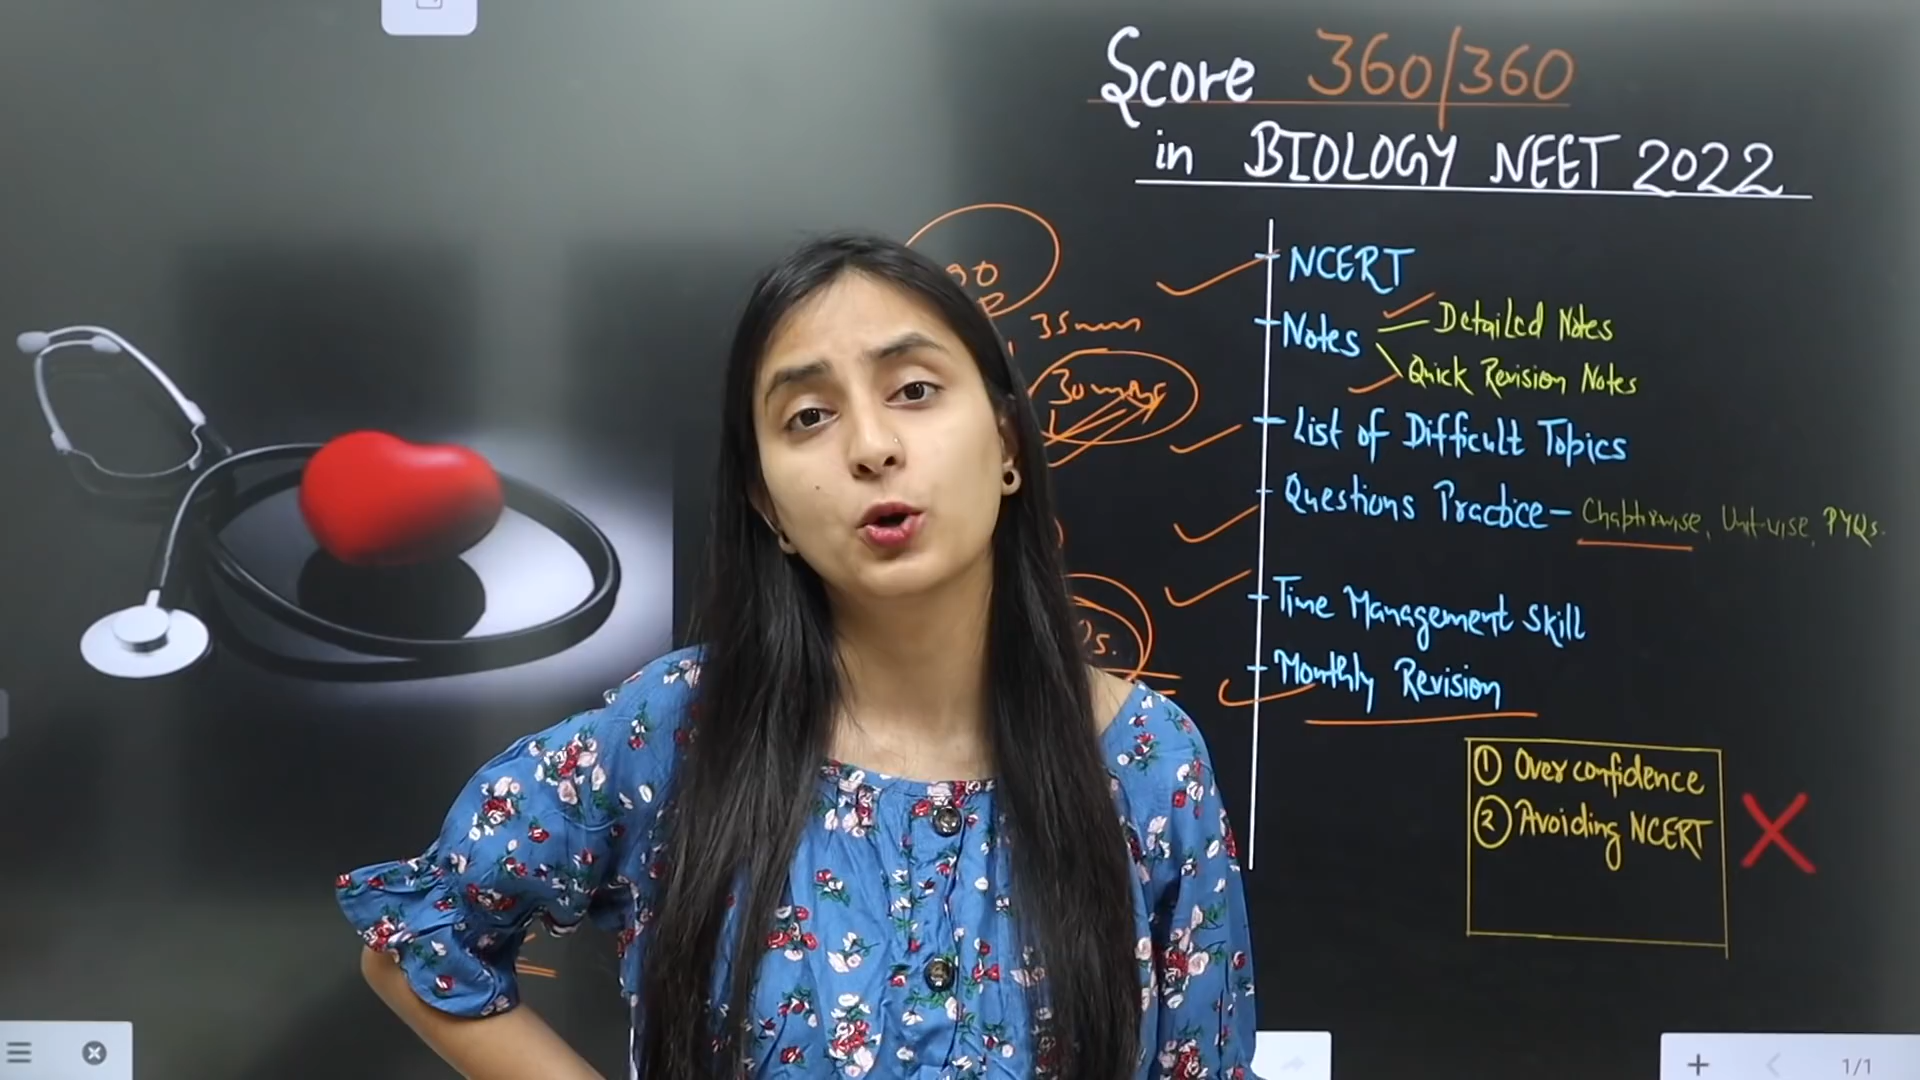 Score 360/360
in BIOLOGY NEET 2022
NCERT
35min
Notes
Detailed Notes
Quick Revision Notes
List of Difficult Topics
Questions Practice - Chapterwise, Unit-wise, PYQs.
Time Management Skill
Monthly Revision
① Over confidence
② Avoiding NCERT
1/1